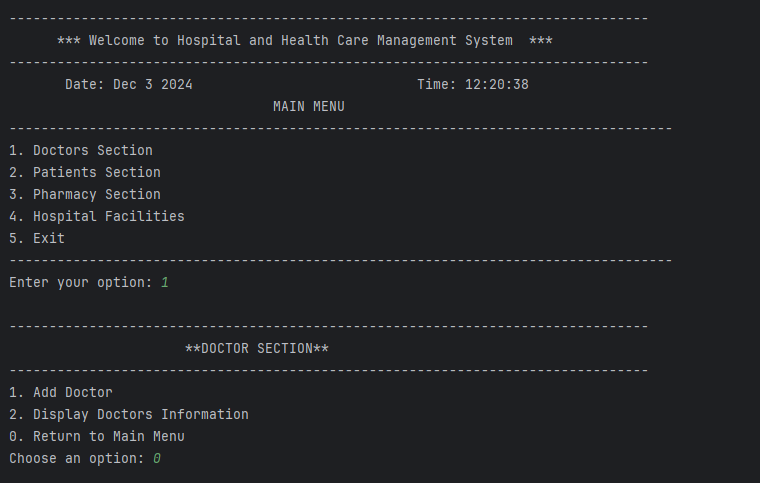 --------------------------------------------------------------------------------
*** Welcome to Hospital and Health Care Management System  ***
--------------------------------------------------------------------------------
Date: Dec 3 2024                            Time: 12:20:38
MAIN MENU
-----------------------------------------------------------------------------------
1. Doctors Section
2. Patients Section
3. Pharmacy Section
4. Hospital Facilities
5. Exit
-----------------------------------------------------------------------------------
Enter your option: 1
--------------------------------------------------------------------------------
**DOCTOR SECTION**
--------------------------------------------------------------------------------
1. Add Doctor
2. Display Doctors Information
0. Return to Main Menu
Choose an option: 0